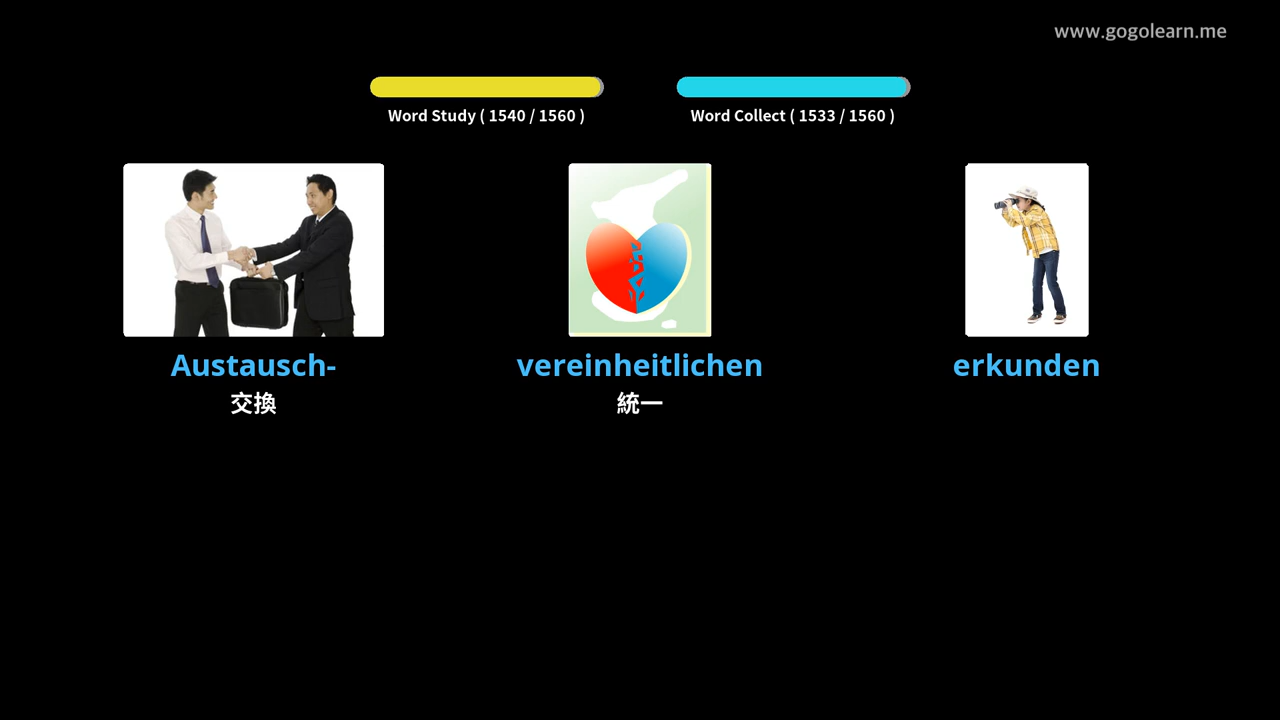 www.gogolearn.me
Word Study ( 1540 / 1560 )
Word Collect ( 1533 / 1560 )
Austausch-
交換
vereinheitlichen
統一
erkunden